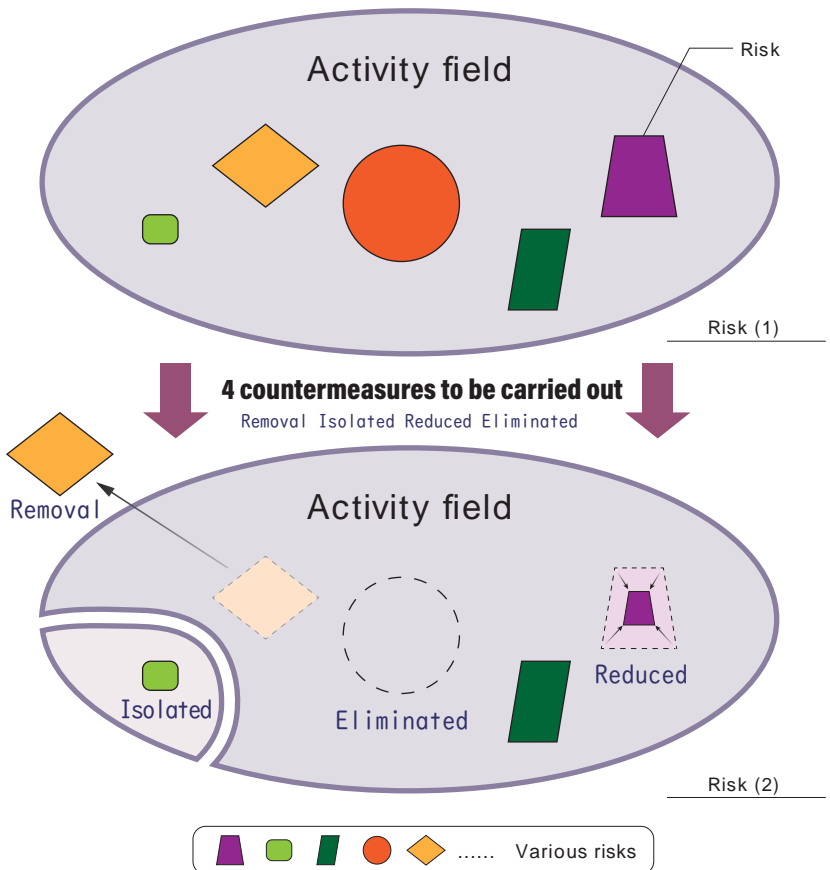 Activity field
Risk
Risk (1)
4 countermeasures to be carried out
Removal Isolated Reduced Eliminated
Removal
Activity field
Reduced
Isolated
Eliminated
Risk (2)
...... Various risks